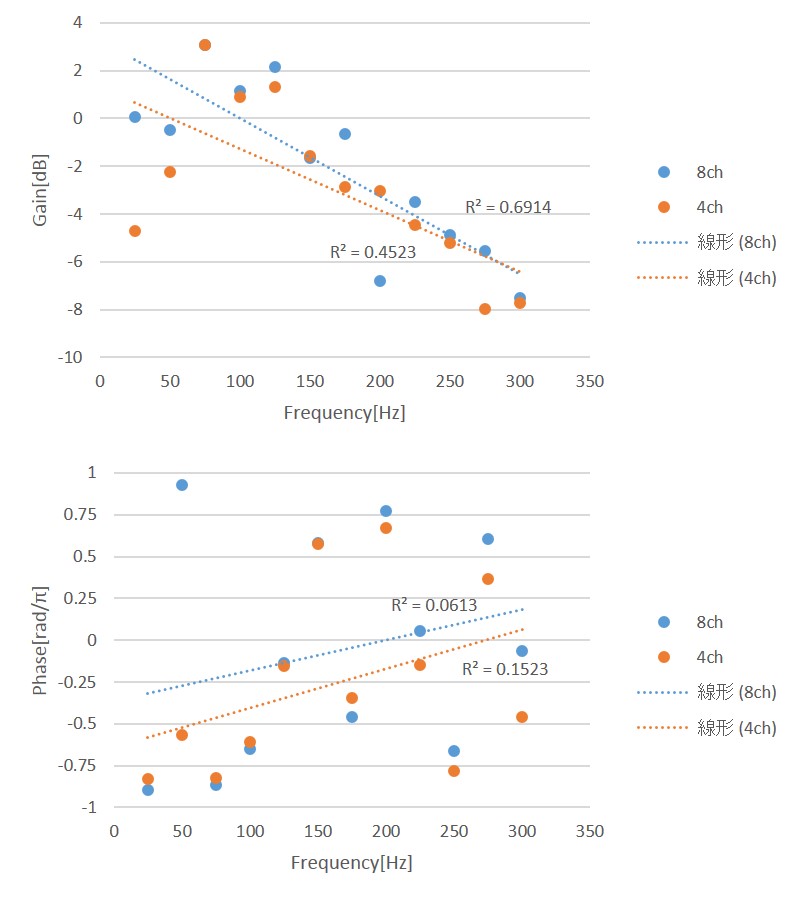 4
2
0
-2
-4
-6
-8
-10
Gain[dB]
R² = 0.6914
R² = 0.4523
0 50 100 150 200 250 300 350
Frequency[Hz]
8ch
4ch
線形 (8ch)
線形 (4ch)
1
0.75
0.5
0.25
0
-0.25
-0.5
-0.75
-1
Phase[rad/π]
R² = 0.0613
R² = 0.1523
0 50 100 150 200 250 300 350
Frequency[Hz]
8ch
4ch
線形 (8ch)
線形 (4ch)